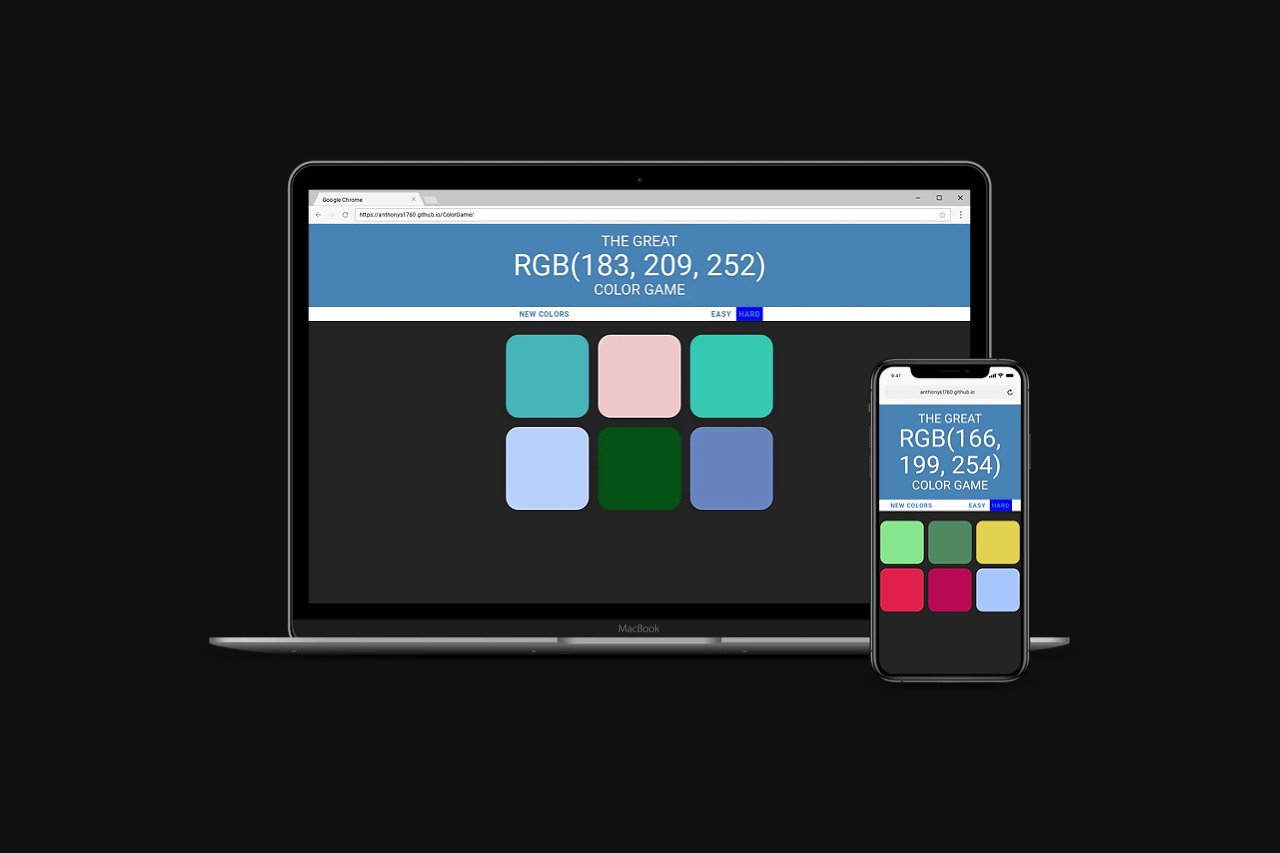 Google Chrome
https://anthonys1760.github.io/ColorGame/
THE GREAT
RGB(183, 209, 252)
COLOR GAME
NEW COLORS EASY HARD
MacBook
9:41
anthonys1760.github.io
THE GREAT
RGB(166,
199, 254)
COLOR GAME
NEW COLORS EASY HARD